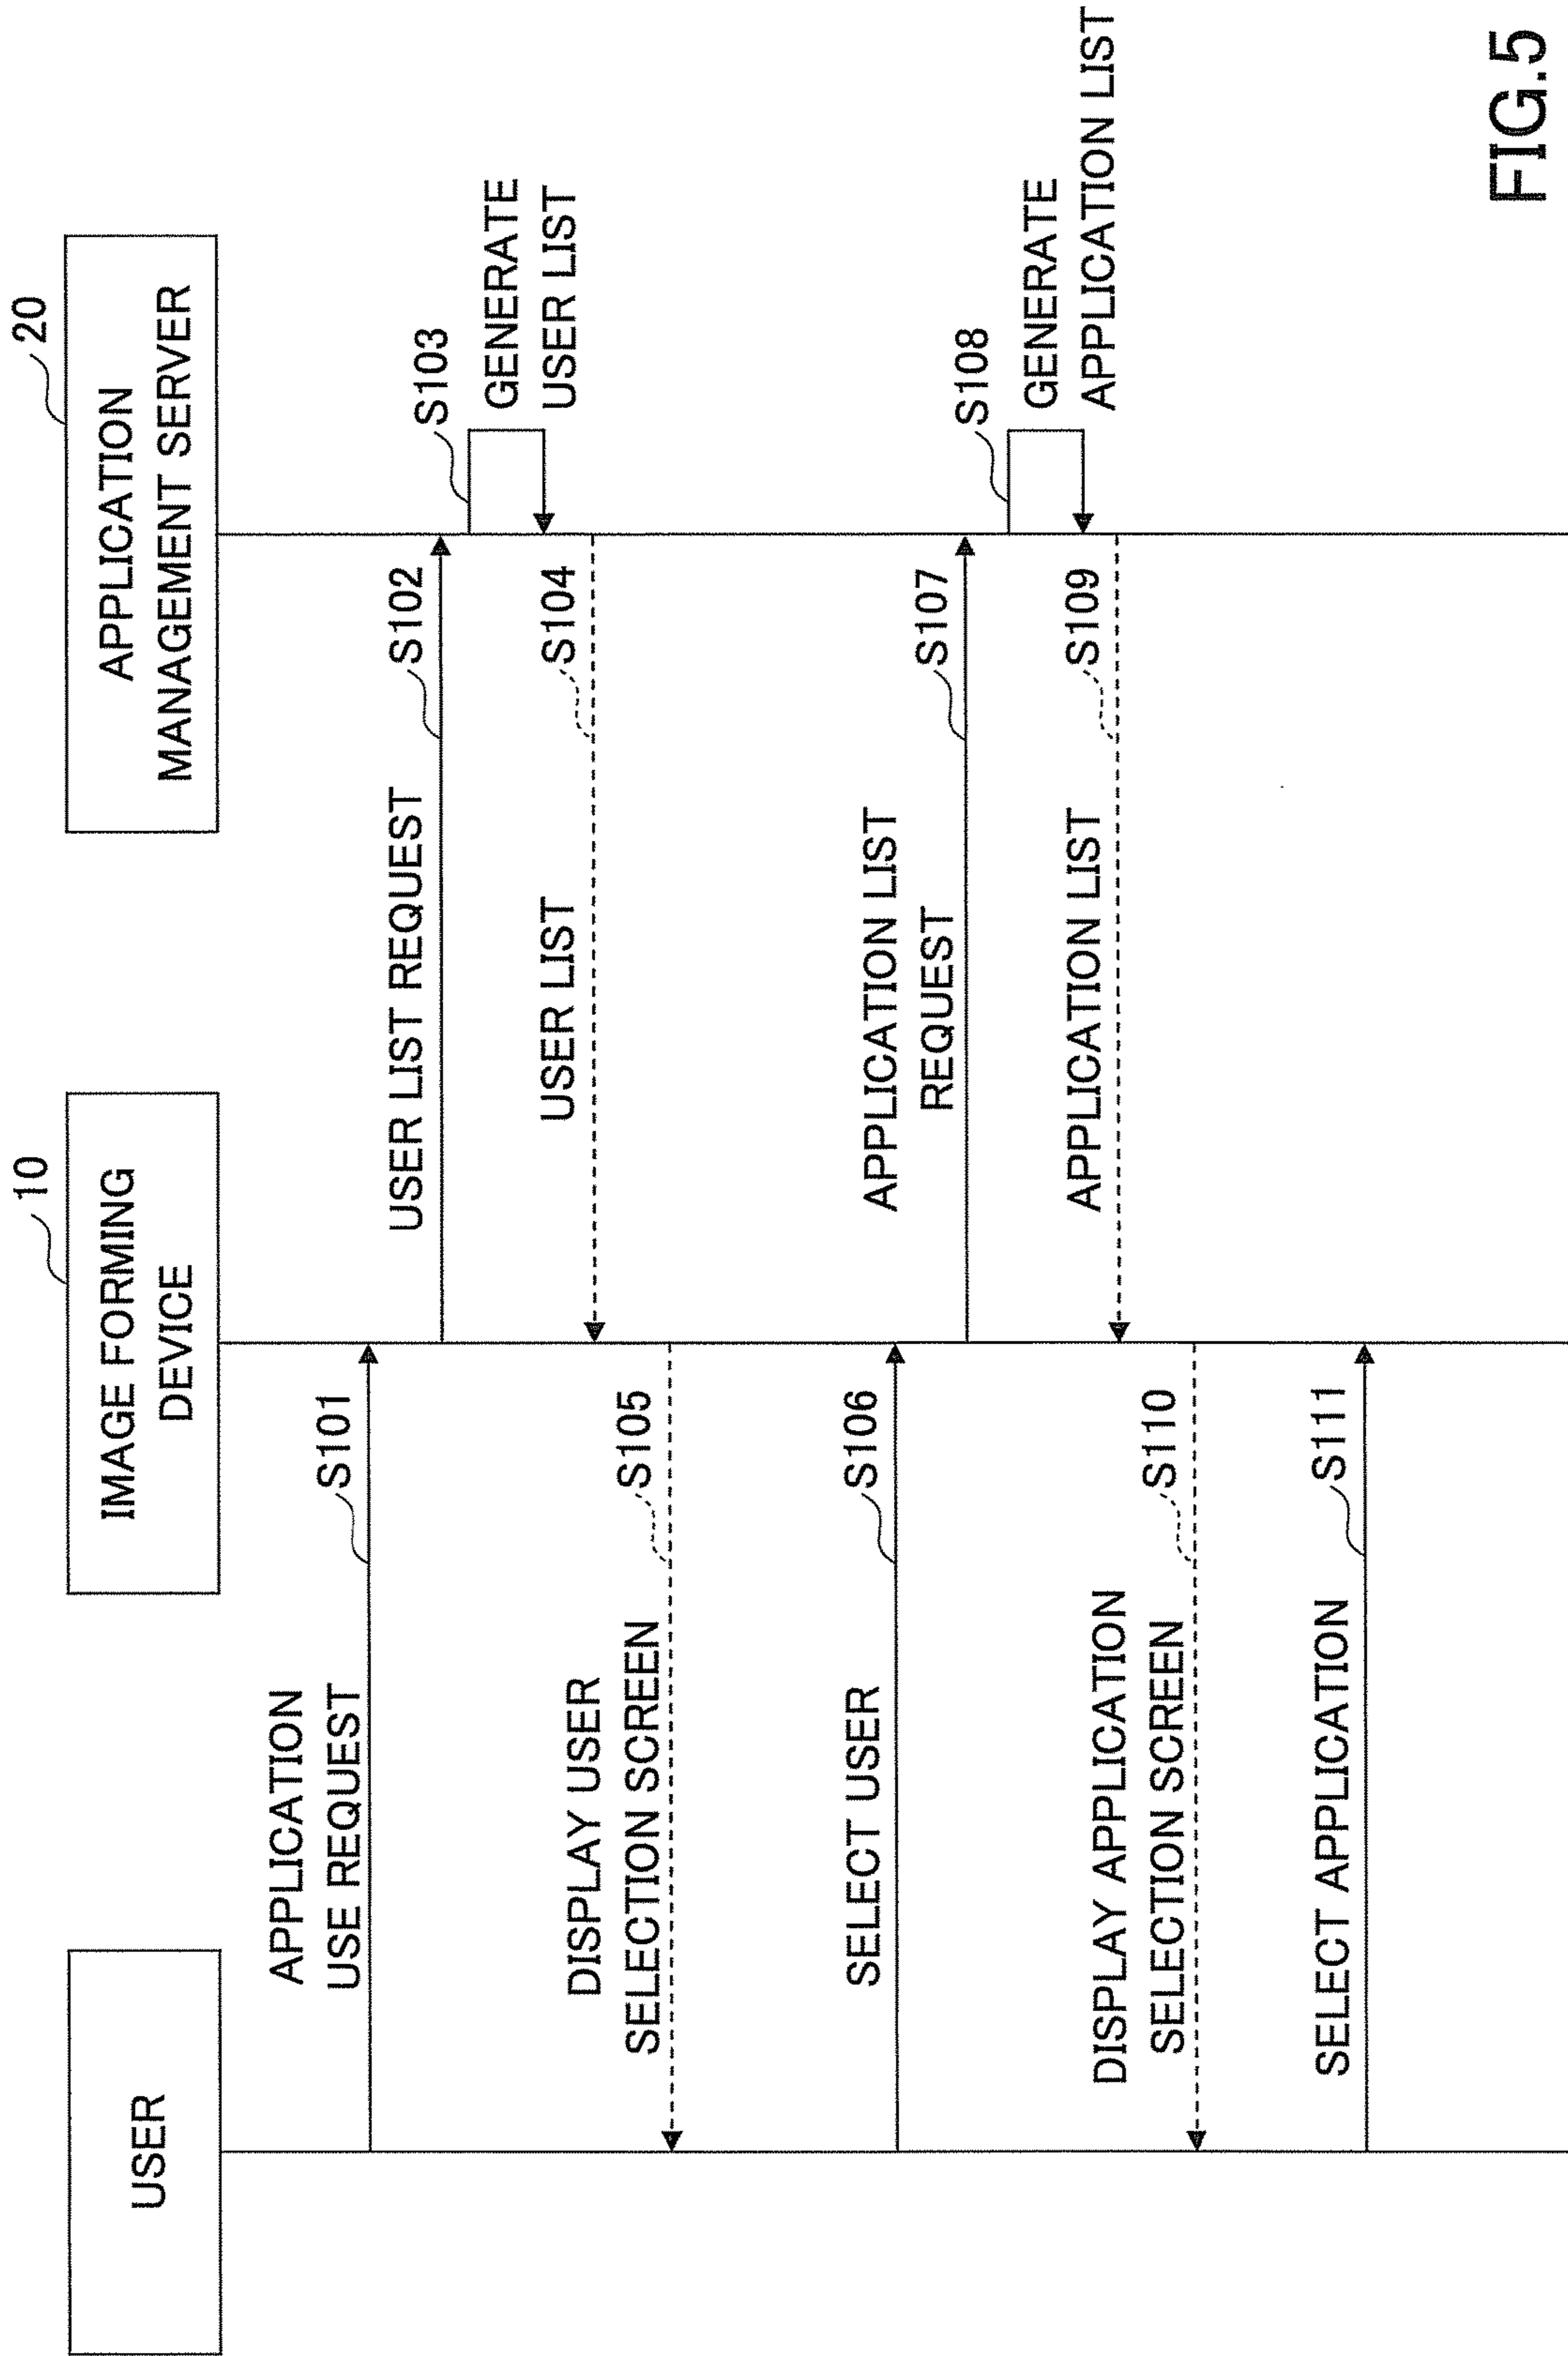 USER
10
IMAGE FORMING
DEVICE
20
APPLICATION
MANAGEMENT SERVER
APPLICATION
USE REQUEST
S101
USER LIST REQUEST
S102
S103
GENERATE
USER LIST
USER LIST
S104
DISPLAY USER
SELECTION SCREEN
S105
SELECT USER
S106
APPLICATION LIST
REQUEST
S107
S108
GENERATE
APPLICATION LIST
APPLICATION LIST
S109
DISPLAY APPLICATION
SELECTION SCREEN
S110
SELECT APPLICATION
S111
FIG.5